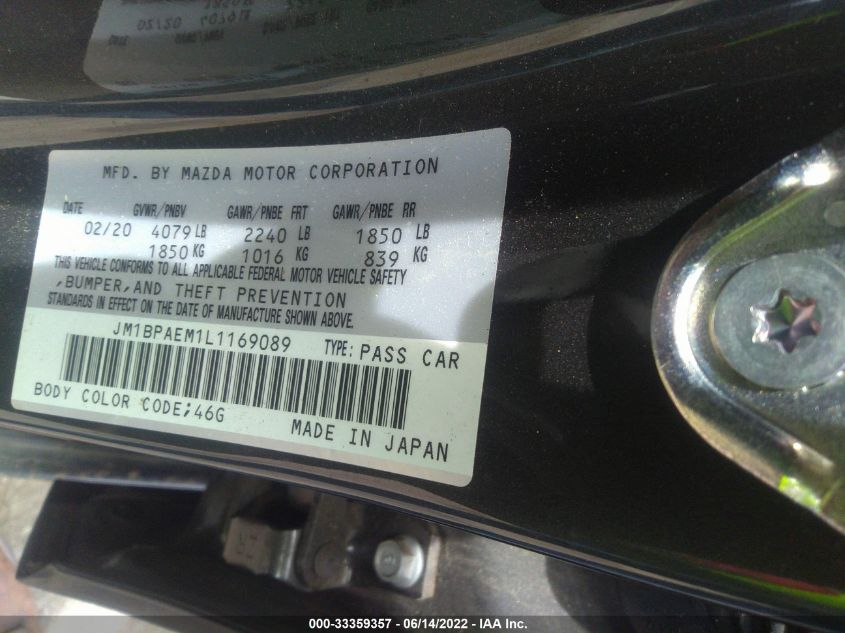 MFD. BY MAZDA MOTOR CORPORATION
DATE GVWR/PNBV GAWR/PNBE FRT GAWR/PNBE RR
02/20 4079 LB 2240 LB 1850 LB
1850 KG 1016 KG 839 KG
THIS VEHICLE CONFORMS TO ALL APPLICABLE FEDERAL MOTOR VEHICLE SAFETY
,BUMPER,AND THEFT PREVENTION
STANDARDS IN EFFECT ON THE DATE OF MANUFACTURE SHOWN ABOVE.
JM1BPAEM1L1169089 TYPE: PASS CAR
BODY COLOR CODE;46G
MADE IN JAPAN
000-33359357 - 06/14/2022 - IAA Inc.